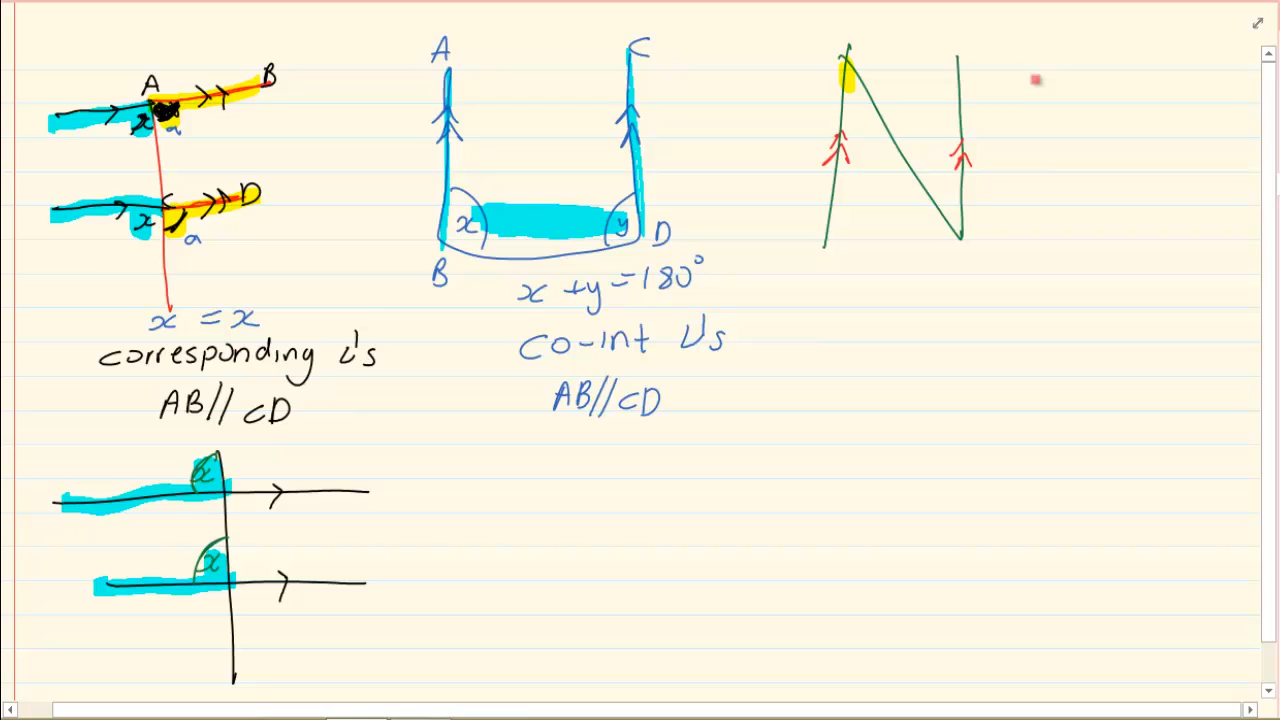 A B
x a
C D
x a
x = x
corresponding ∠'s
AB // CD
x
x
A C
x y
B D
x + y = 180°
co-int ∠'s
AB // CD